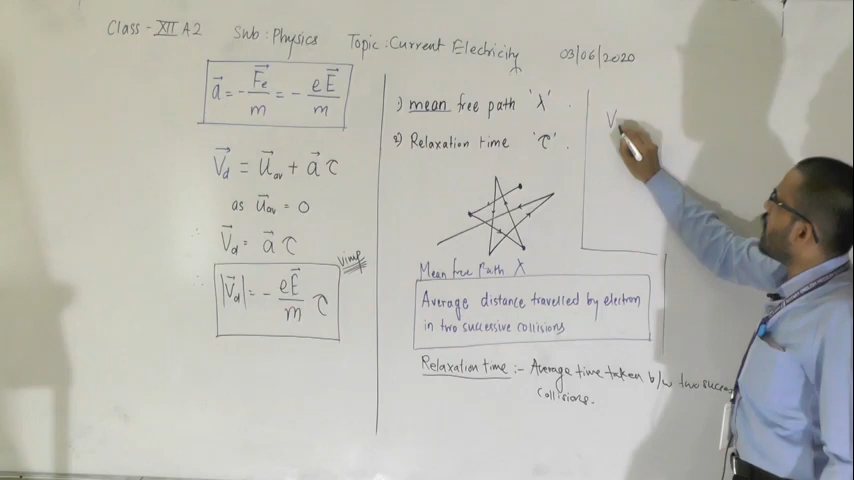 Class - XII A2 Sub: Physics Topic: Current Electricity 03/06/2020
a⃗ = - F⃗e/m = - eE⃗/m
V⃗d = u⃗av + a⃗ τ
as u⃗av = 0
∴ V⃗d = a⃗ τ
Vimp
∴ |V⃗d| = - eE⃗/m τ
1) mean free path 'λ'.
2) Relaxation time 'τ'.
Mean free Path λ
Average distance travelled by electron
in two successive collisions
Relaxation time :- Average time taken b/w two succes
collisions.
V